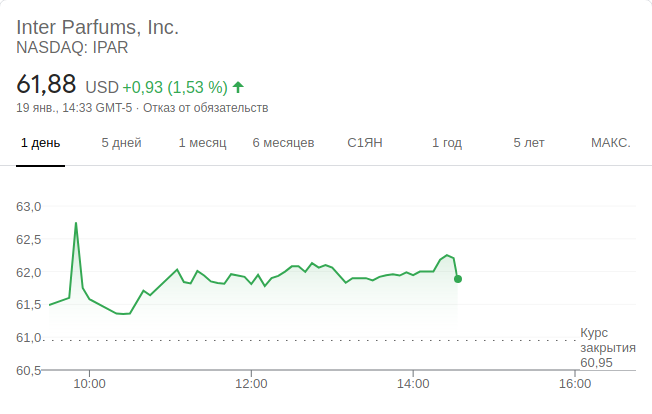 Inter Parfums, Inc.
NASDAQ: IPAR
61,88 USD +0,93 (1,53 %)
19 янв., 14:33 GMT-5 · Отказ от обязательств
1 день 5 дней 1 месяц 6 месяцев С1ЯН 1 год 5 лет МАКС.
63,0
62,5
62,0
61,5
61,0
60,5
Курс
закрытия
60,95
10:00 12:00 14:00 16:00